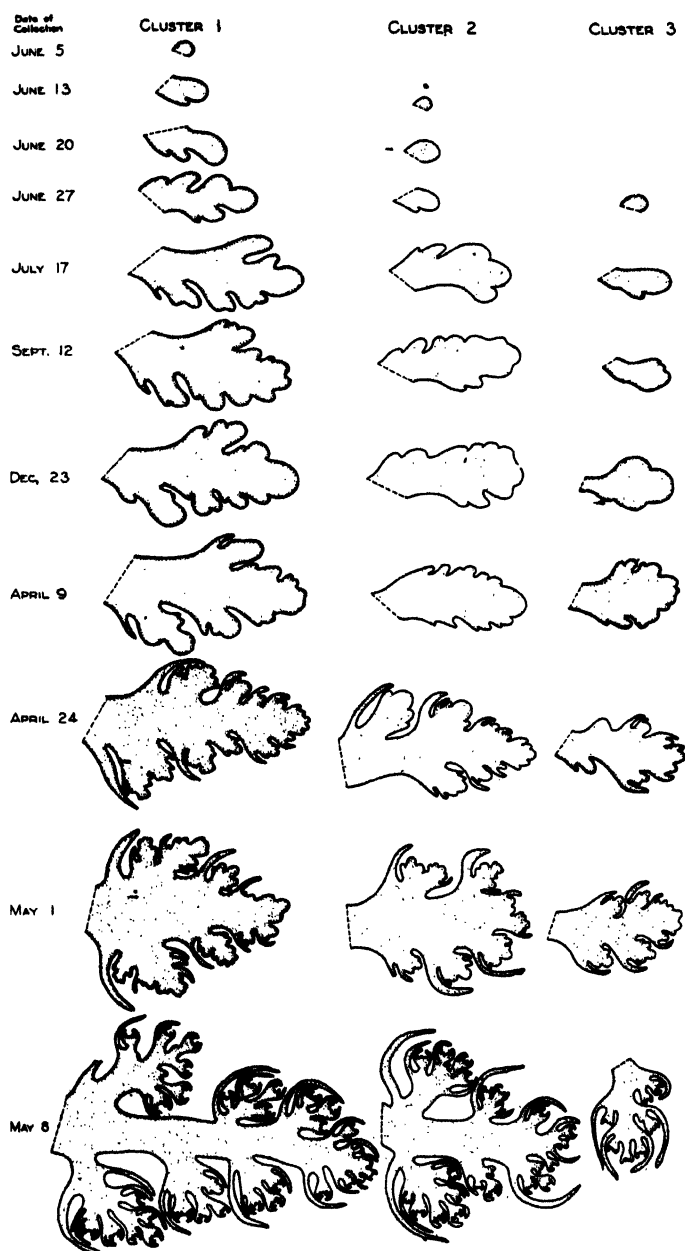 Date of
Collection
CLUSTER 1
CLUSTER 2
CLUSTER 3
JUNE 5
JUNE 13
JUNE 20
JUNE 27
JULY 17
SEPT. 12
DEC, 23
APRIL 9
APRIL 24
MAY 1
MAY 8